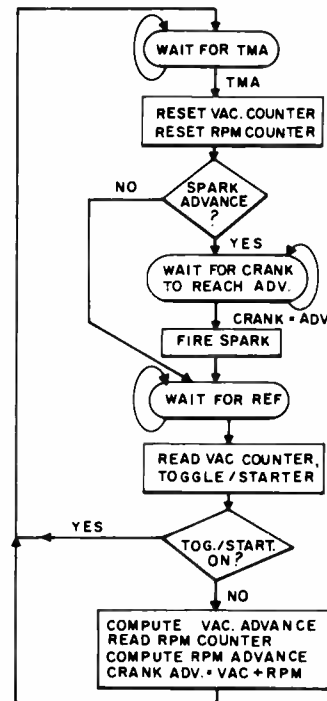 WAIT FOR TMA
TMA
RESET VAC. COUNTER
RESET RPM COUNTER
NO
SPARK
ADVANCE
?
YES
WAIT FOR CRANK
TO REACH ADV.
CRANK = ADV
FIRE SPARK
WAIT FOR REF
READ VAC COUNTER,
TOGGLE/STARTER
YES
TOG./START.
ON?
NO
COMPUTE VAC. ADVANCE
READ RPM COUNTER
COMPUTE RPM ADVANCE
CRANK ADV. = VAC + RPM